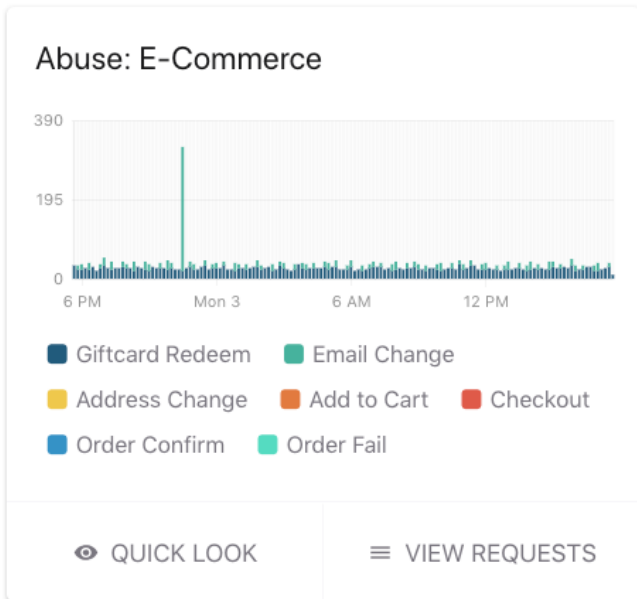 Abuse: E-Commerce
390
195
0
6 PM Mon 3 6 AM 12 PM
Giftcard Redeem Email Change
Address Change Add to Cart Checkout
Order Confirm Order Fail
QUICK LOOK VIEW REQUESTS